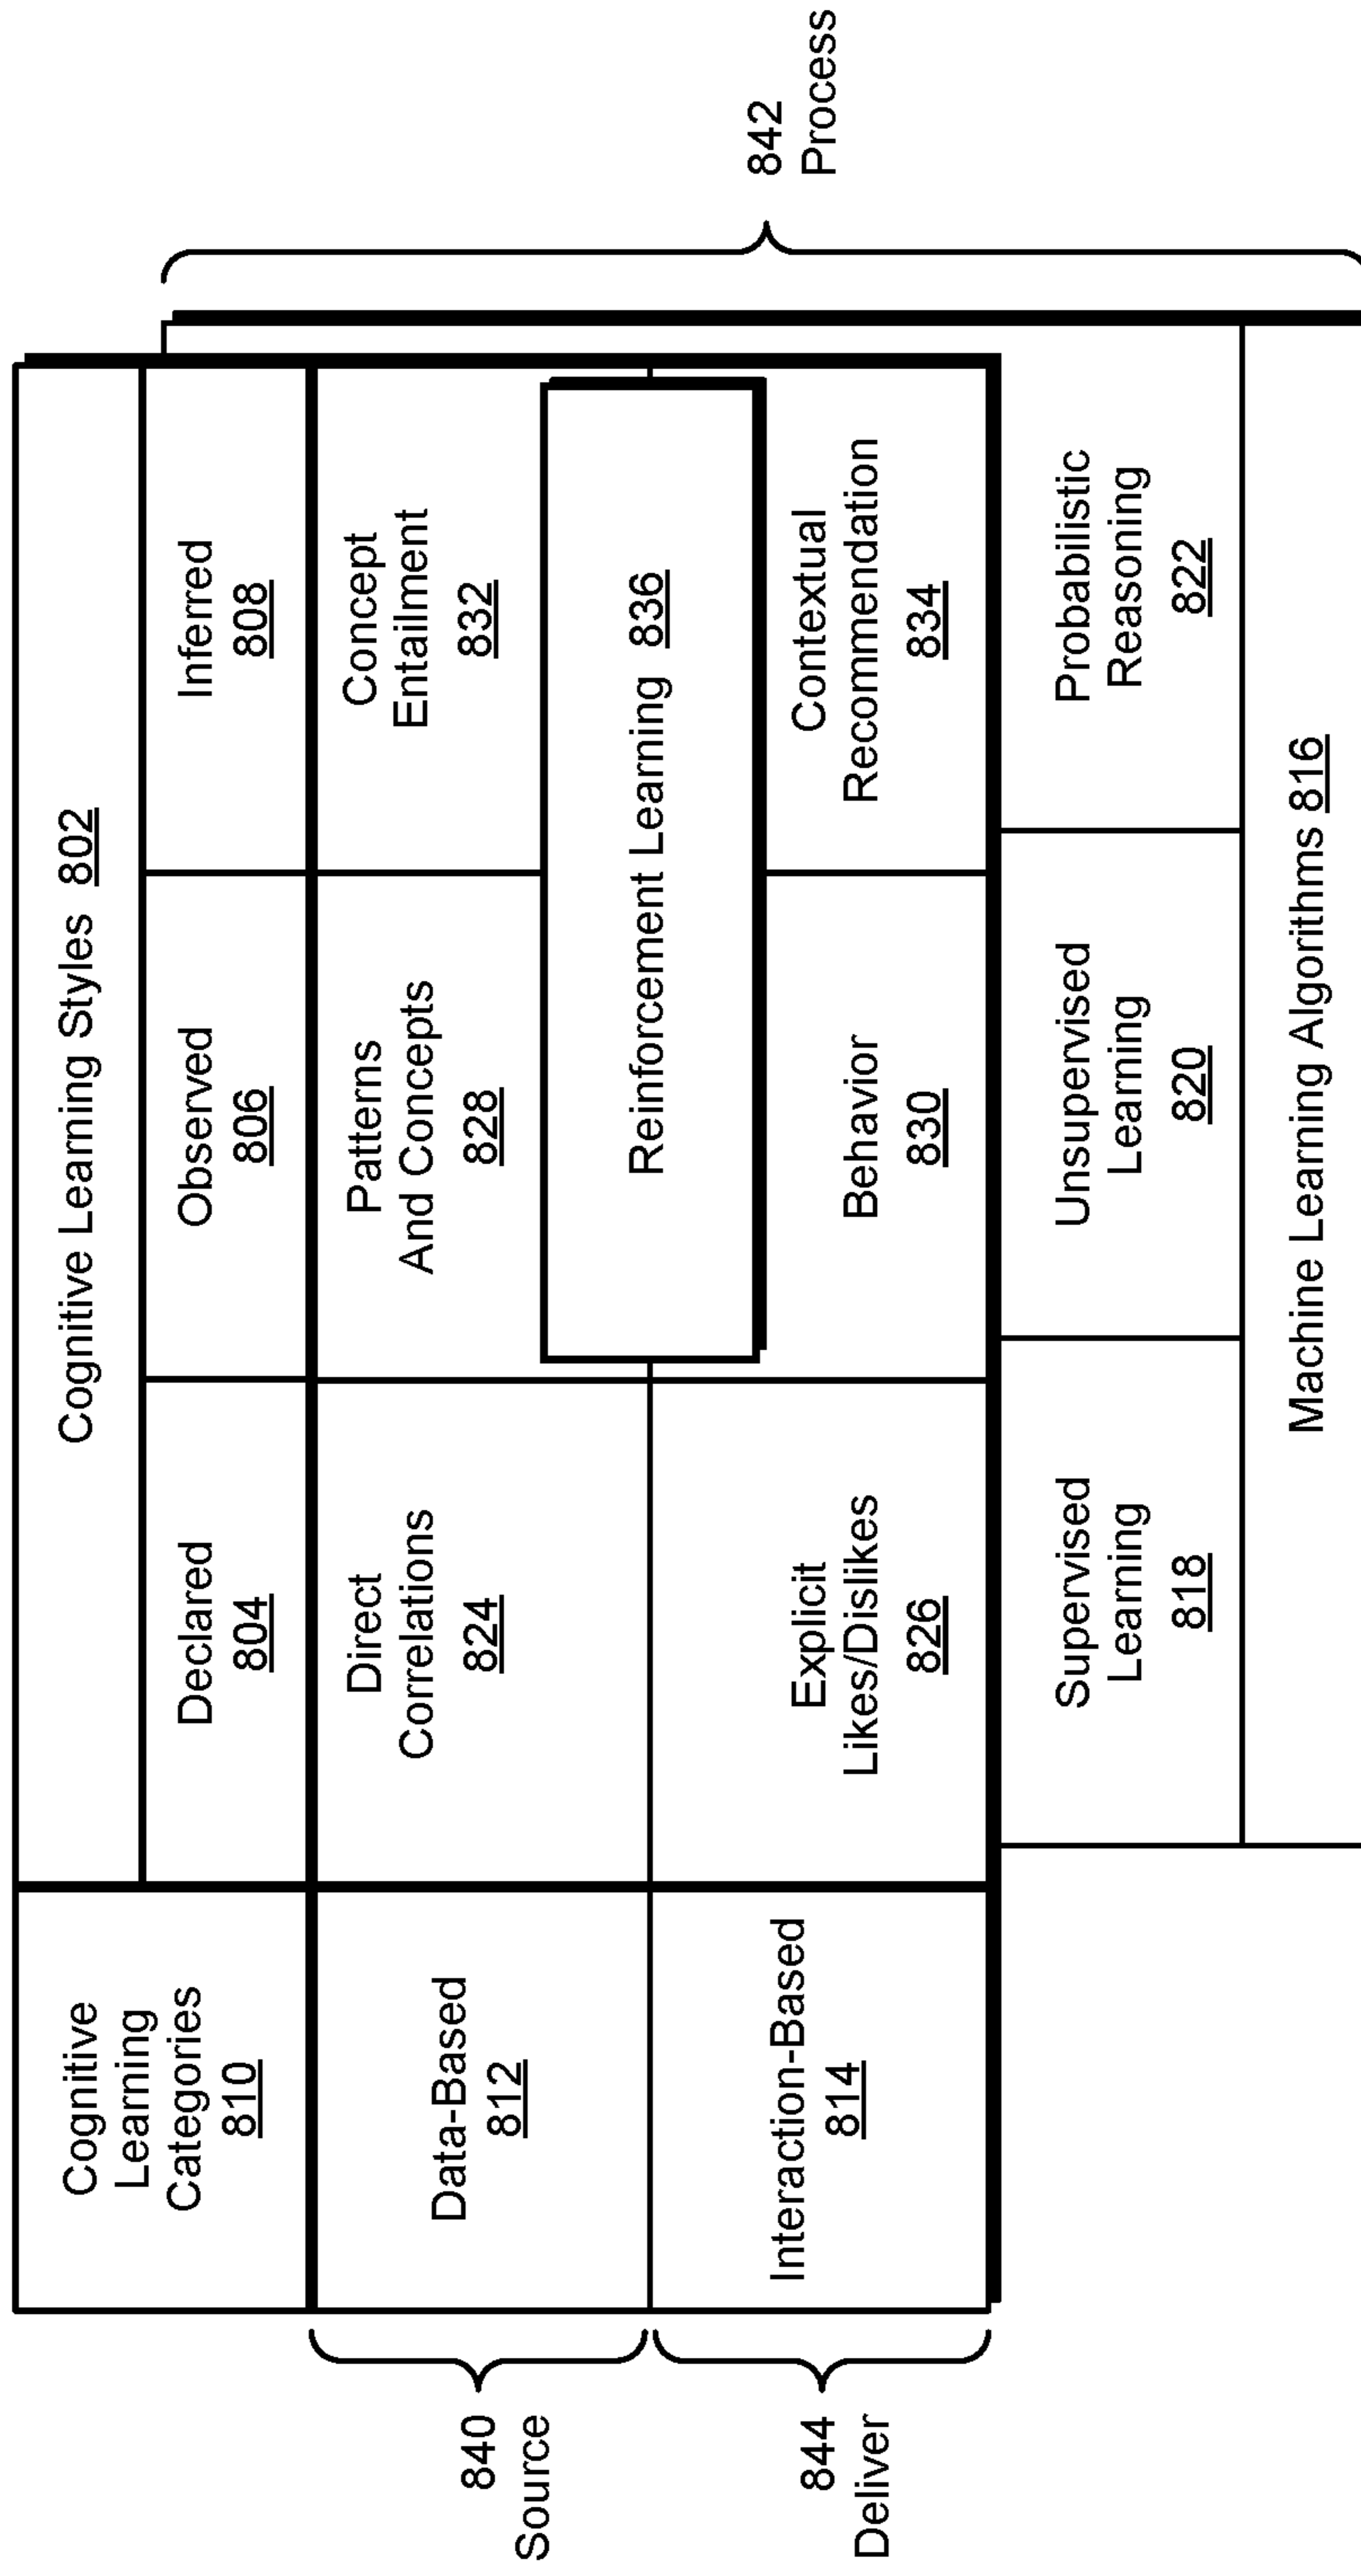 Cognitive
Learning
Categories
810
Cognitive Learning Styles 802
Declared
804
Observed
806
Inferred
808
840
Source
Data-Based
812
Direct
Correlations
824
Patterns
And Concepts
828
Concept
Entailment
832
Reinforcement Learning 836
844
Deliver
Interaction-Based
814
Explicit
Likes/Dislikes
826
Behavior
830
Contextual
Recommendation
834
842
Process
Supervised
Learning
818
Unsupervised
Learning
820
Probabilistic
Reasoning
822
Machine Learning Algorithms 816